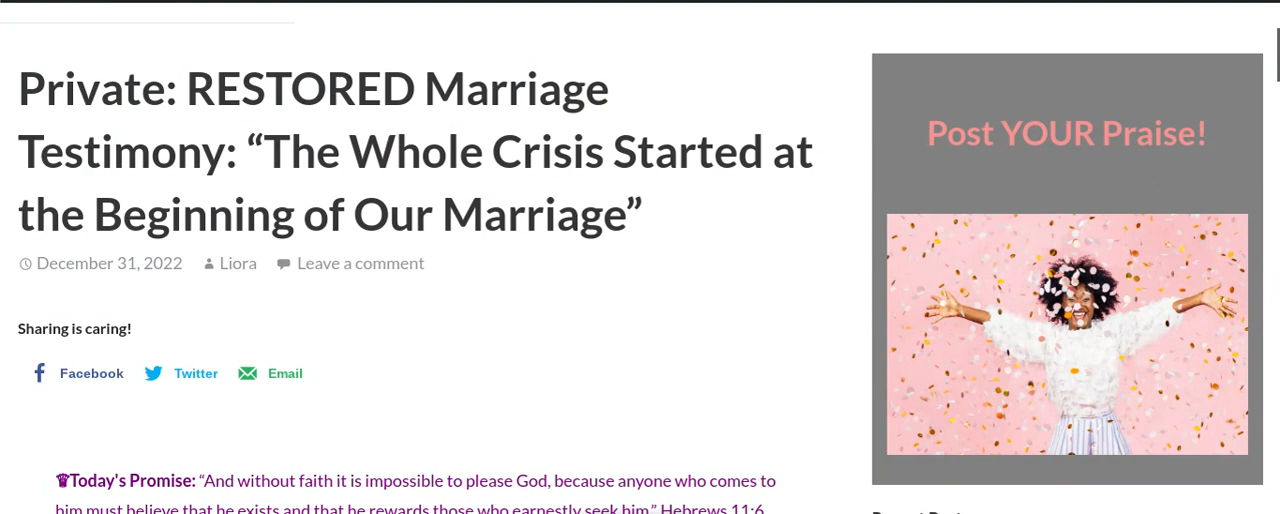 Private: RESTORED Marriage
Testimony: “The Whole Crisis Started at
the Beginning of Our Marriage”
December 31, 2022 Liora Leave a comment
Sharing is caring!
Facebook Twitter Email
♛Today's Promise: “And without faith it is impossible to please God, because anyone who comes to
him must believe that he exists and that he rewards those who earnestly seek him.” Hebrews 11:6
Post YOUR Praise!